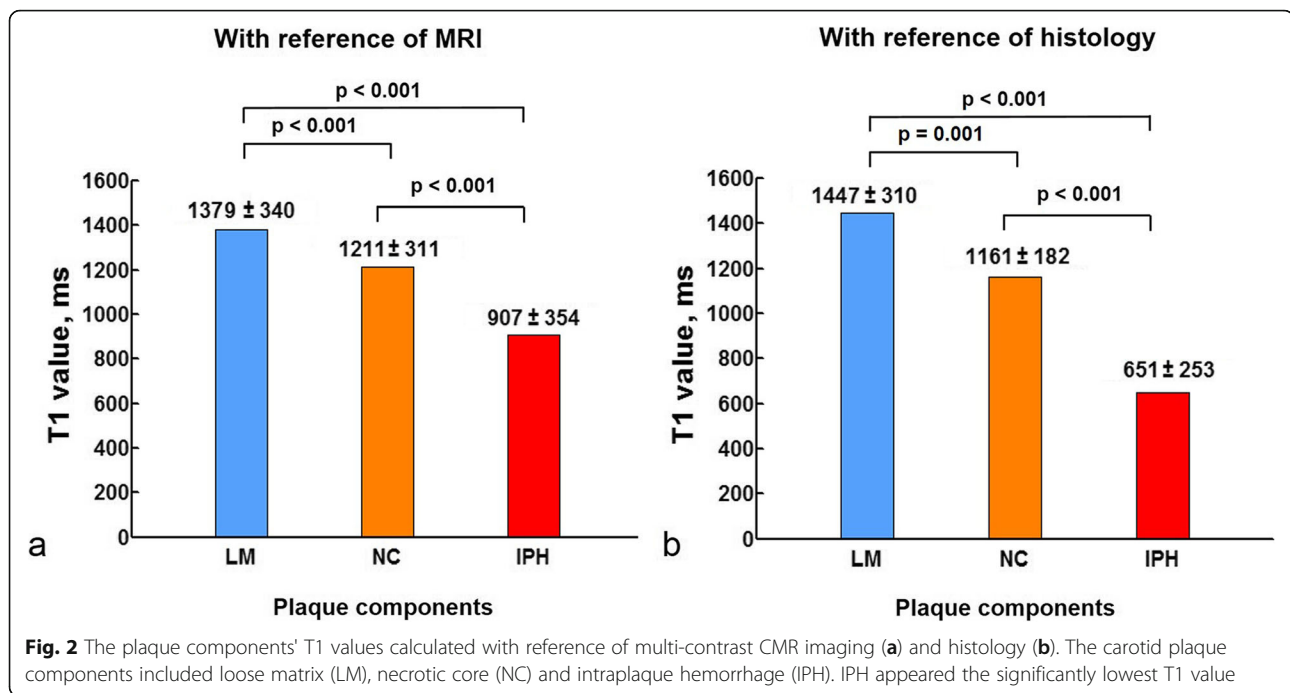 With reference of MRI
p < 0.001
p < 0.001
p < 0.001
1600
1400
1200
1000
800
600
400
200
0
T1 value, ms
1379 ± 340
1211 ± 311
907 ± 354
LM
NC
IPH
Plaque components
a
With reference of histology
p < 0.001
p = 0.001
p < 0.001
1600
1400
1200
1000
800
600
400
200
0
T1 value, ms
1447 ± 310
1161 ± 182
651 ± 253
LM
NC
IPH
Plaque components
b
Fig. 2 The plaque components' T1 values calculated with reference of multi-contrast CMR imaging (a) and histology (b). The carotid plaque
components included loose matrix (LM), necrotic core (NC) and intraplaque hemorrhage (IPH). IPH appeared the significantly lowest T1 value